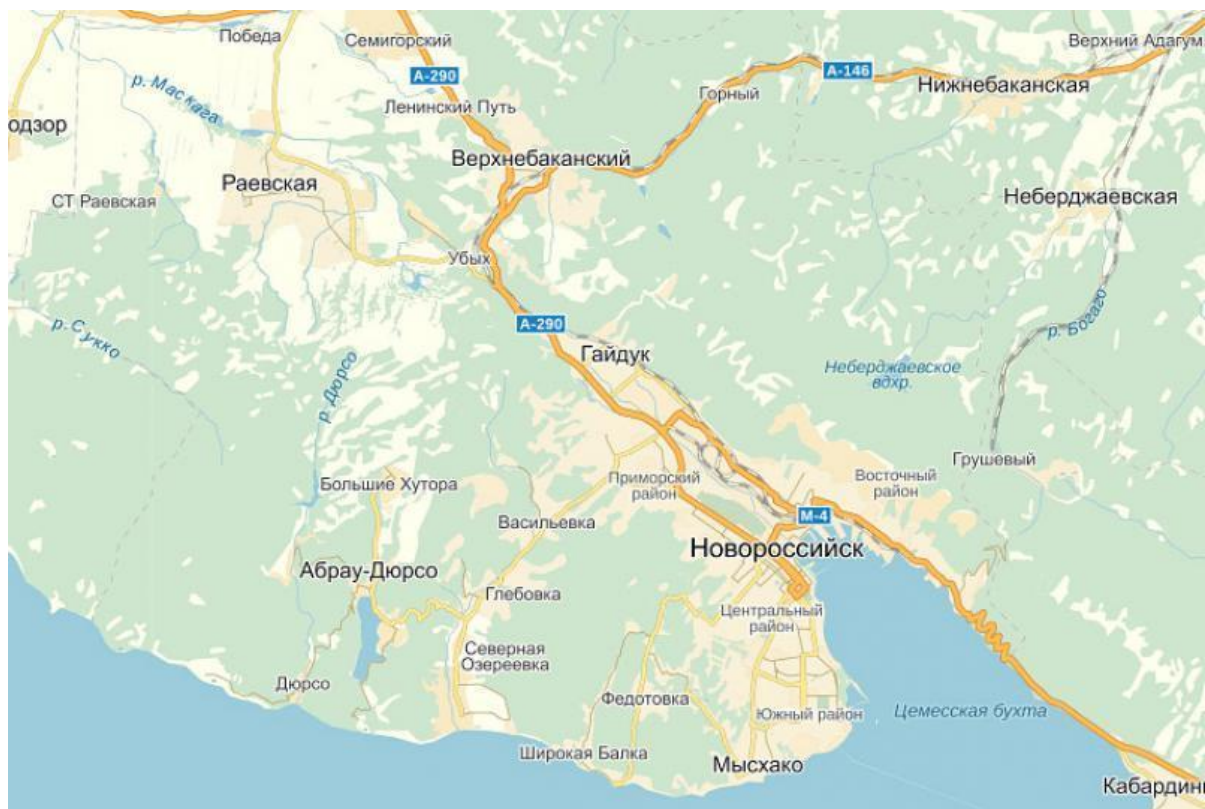 Победа
Семигорский
Верхний Адагум
А-290
А-146
р. Маскага
Ленинский Путь
Горный
Нижнебаканская
одзор
Верхнебаканский
Раевская
СТ Раевская
Неберджаевская
Убых
р. Сукко
А-290
р. Богаго
Гайдук
р. Дюрсо
Неберджаевское
вдхр.
Грушевый
Большие Хутора
Приморский
район
Восточный
район
Васильевка
М-4
Новороссийск
Абрау-Дюрсо
Глебовка
Центральный
район
Северная
Озереевка
Дюрсо
Федотовка
Южный район
Цемесская бухта
Широкая Балка
Мысхако
Кабардин